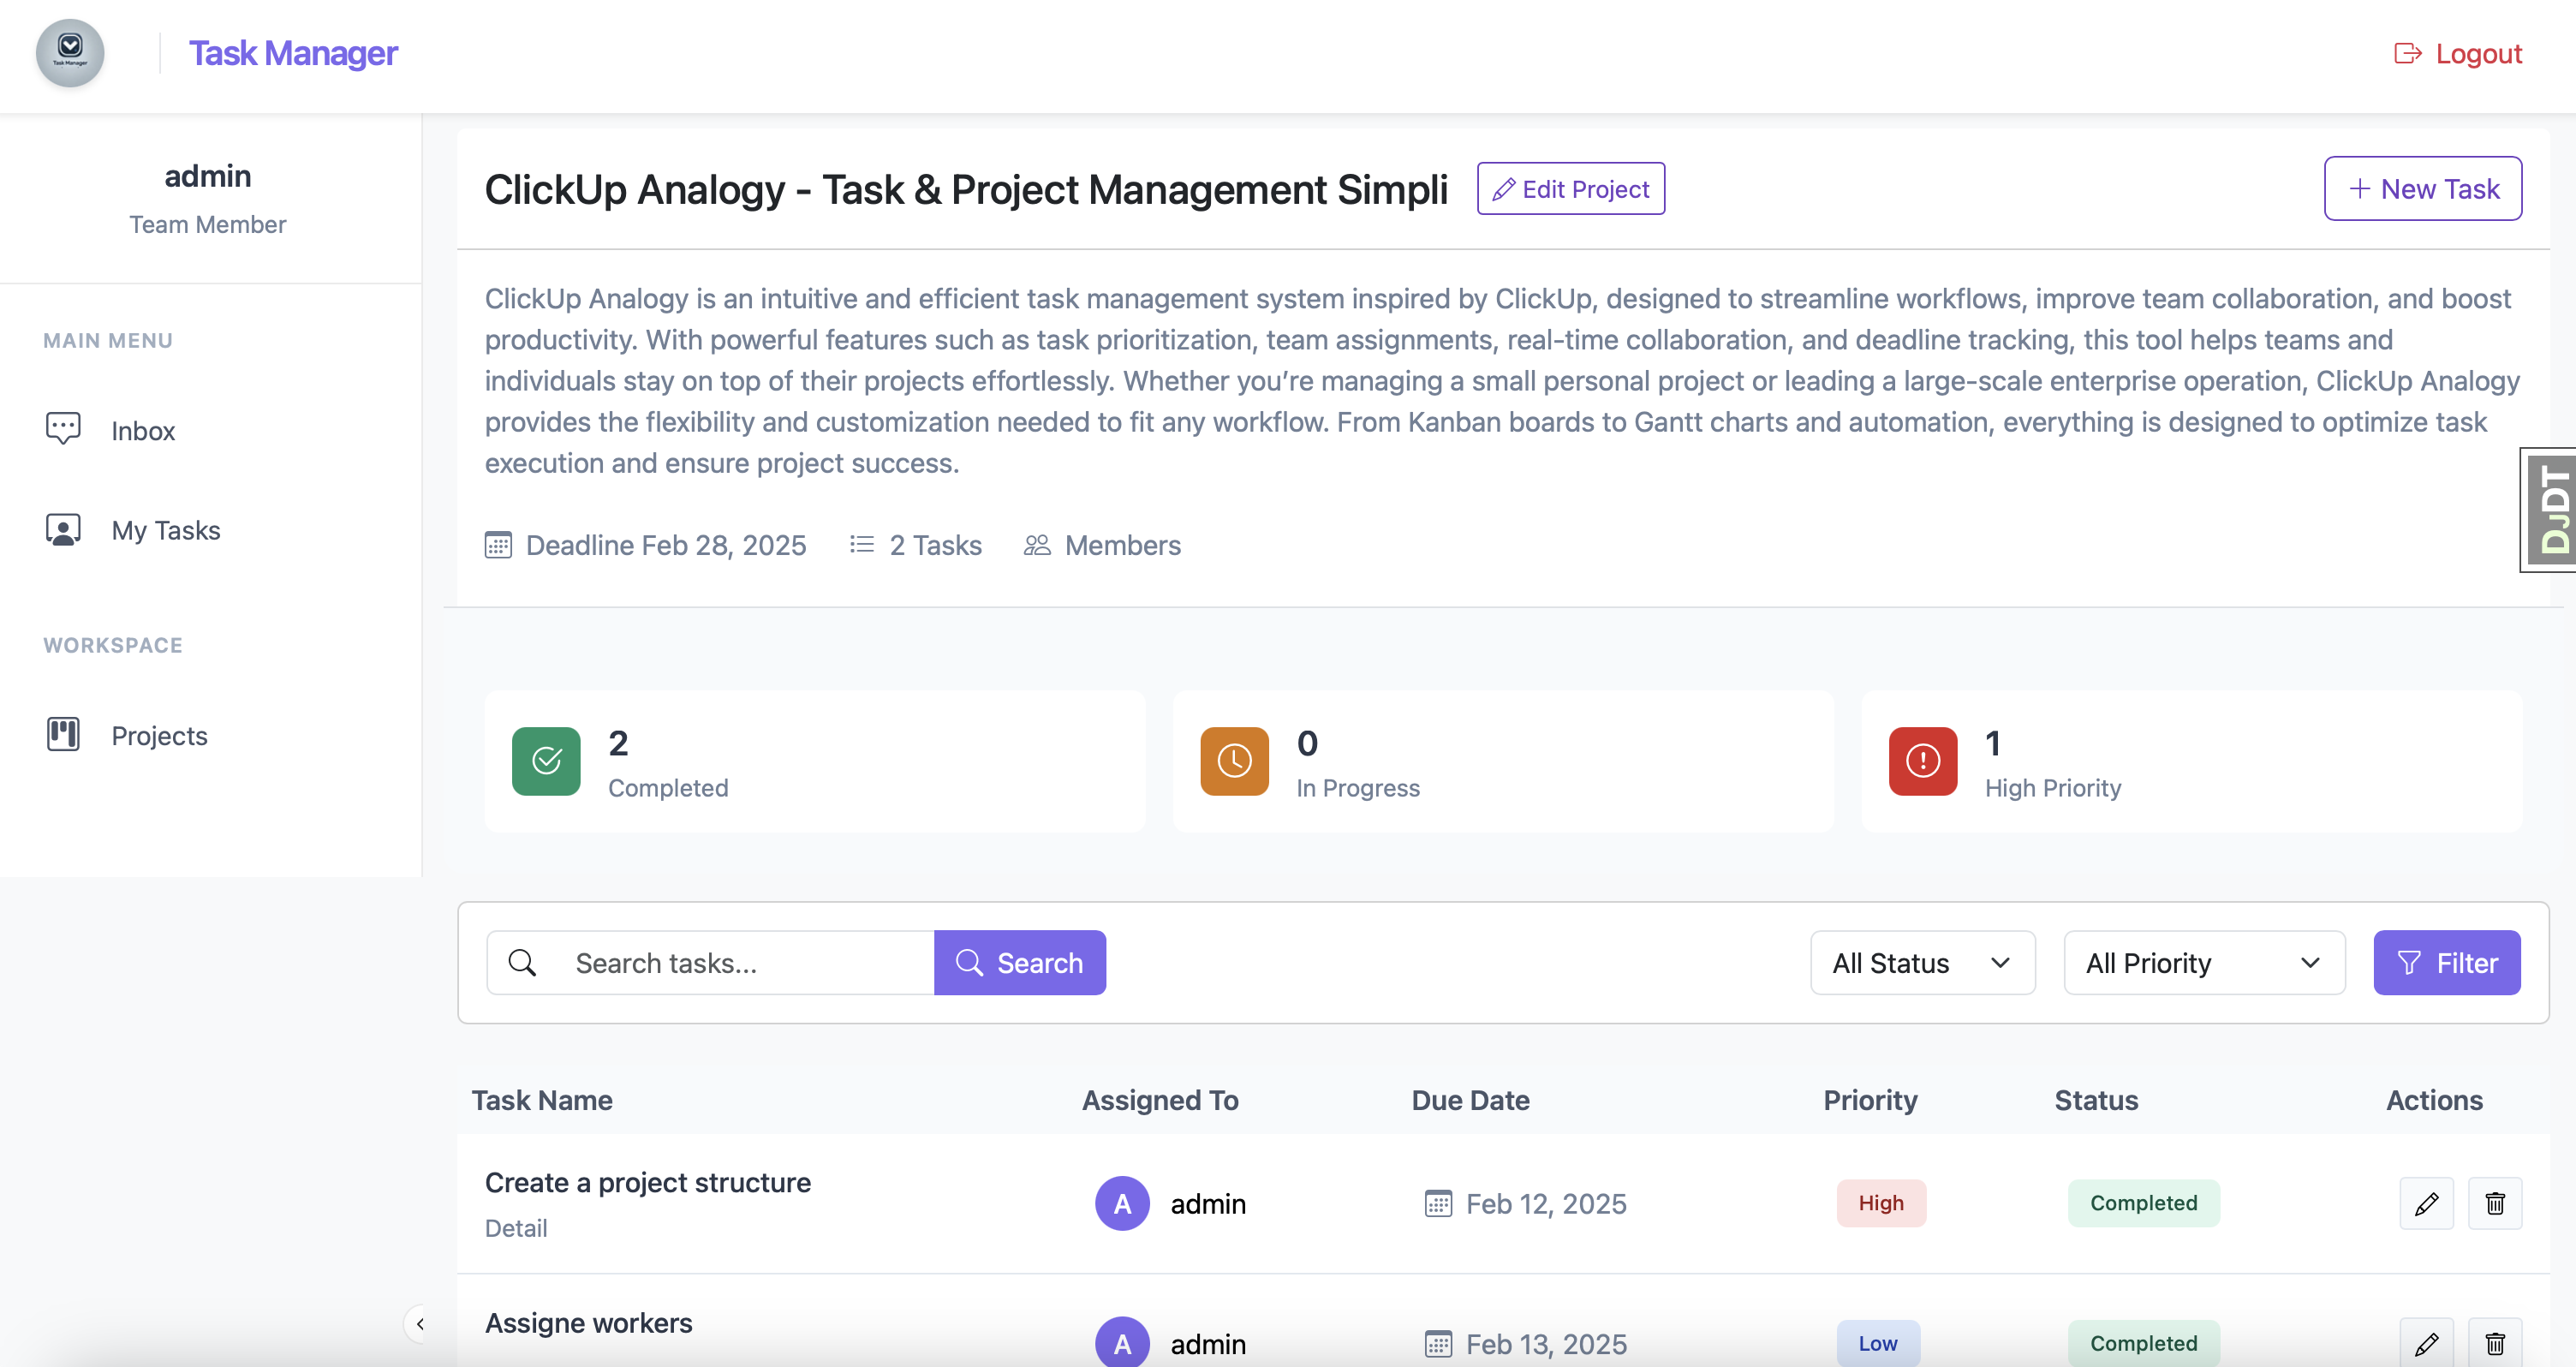 Task Manager
Task Manager
Logout
admin
Team Member
MAIN MENU
Inbox
My Tasks
WORKSPACE
Projects
ClickUp Analogy - Task & Project Management Simpli
Edit Project
New Task
ClickUp Analogy is an intuitive and efficient task management system inspired by ClickUp, designed to streamline workflows, improve team collaboration, and boost
productivity. With powerful features such as task prioritization, team assignments, real-time collaboration, and deadline tracking, this tool helps teams and
individuals stay on top of their projects effortlessly. Whether you’re managing a small personal project or leading a large-scale enterprise operation, ClickUp Analogy
provides the flexibility and customization needed to fit any workflow. From Kanban boards to Gantt charts and automation, everything is designed to optimize task
execution and ensure project success.
Deadline Feb 28, 2025 2 Tasks Members
DJDT
2
Completed
0
In Progress
1
High Priority
Search tasks... Search All Status All Priority Filter
Task Name Assigned To Due Date Priority Status Actions
Create a project structure
Detail
A admin Feb 12, 2025 High Completed
Assigne workers
A admin Feb 13, 2025 Low Completed